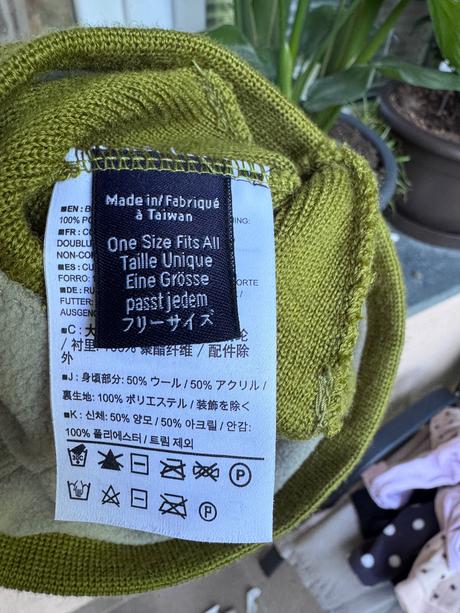 Made in/Fabriqué
à Taiwan
One Size Fits All
Taille Unique
Eine Grösse
passt jedem
フリーサイズ
■EN: B
100% PO
■FR: CO
DOUBLU
NON-CO
■ES: CU
FORRO:
■DE: RU
FUTTER:
AUSGEN
■C: 大
/ 衬里: 100% 聚酯纤维 / 配件除
外
■J : 身頃部分: 50% ウール / 50% アクリル /
裏生地: 100% ポリエステル / 装飾を除く
■K : 신체: 50% 양모 / 50% 아크릴 / 안감:
100% 폴리에스터 / 트림 제외
P
P